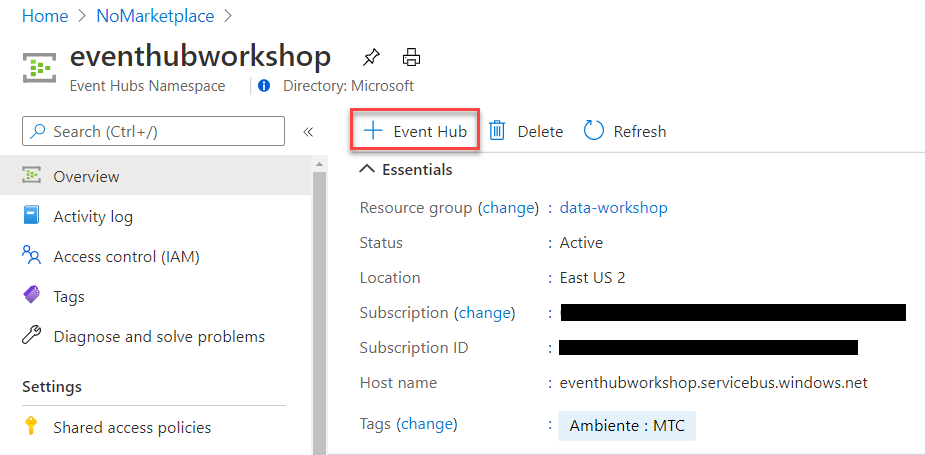 Home > NoMarketplace >
eventhubworkshop
Event Hubs Namespace
Directory: Microsoft
Search (Ctrl+/)
«
+ Event Hub
Delete
Refresh
Overview
Activity log
Access control (IAM)
Tags
Diagnose and solve problems
Settings
Shared access policies
Essentials
Resource group (change) : data-workshop
Status : Active
Location : East US 2
Subscription (change) :
Subscription ID :
Host name : eventhubworkshop.servicebus.windows.net
Tags (change) : Ambiente : MTC